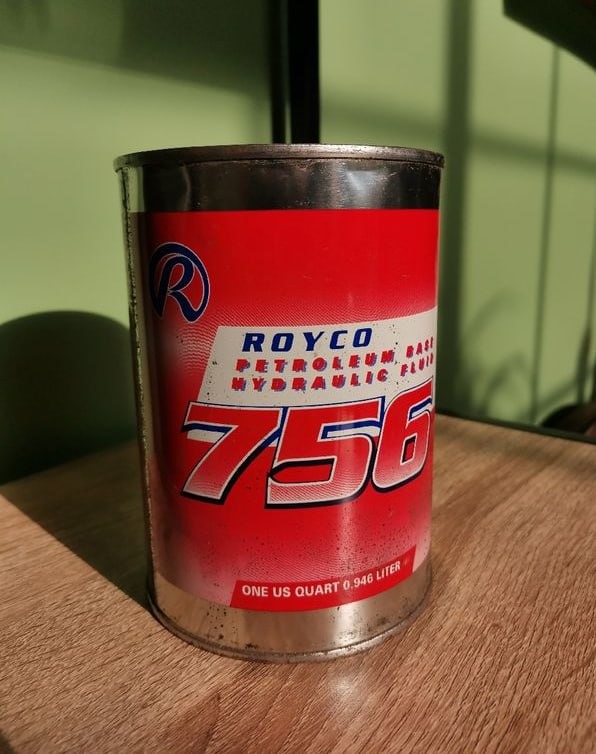 R
ROYCO
PETROLEUM BASE
HYDRAULIC FLUID
756
ONE US QUART 0.946 LITER